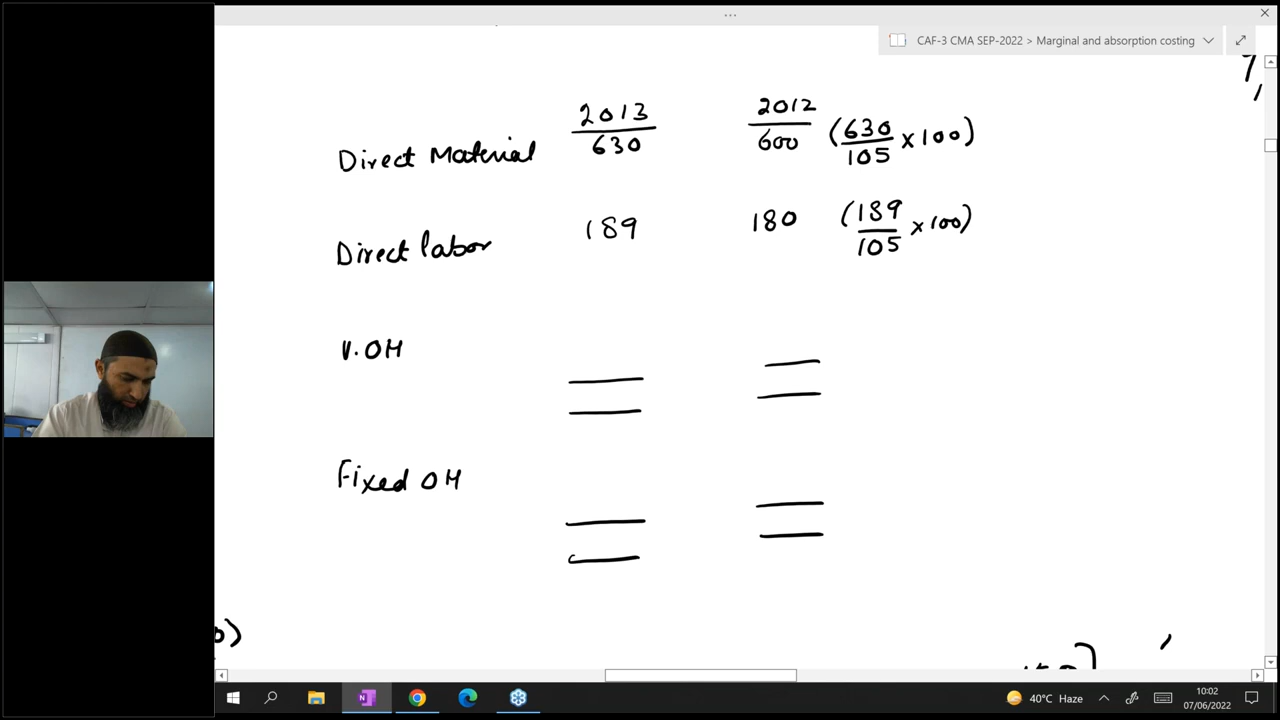 CAF-3 CMA SEP-2022 > Marginal and absorption costing
2013 2012
Direct Material 630 600 (630/105 x 100)
Direct labor 189 180 (189/105 x 100)
V.OH
Fixed OH
40°C Haze
10:02
07/06/2022